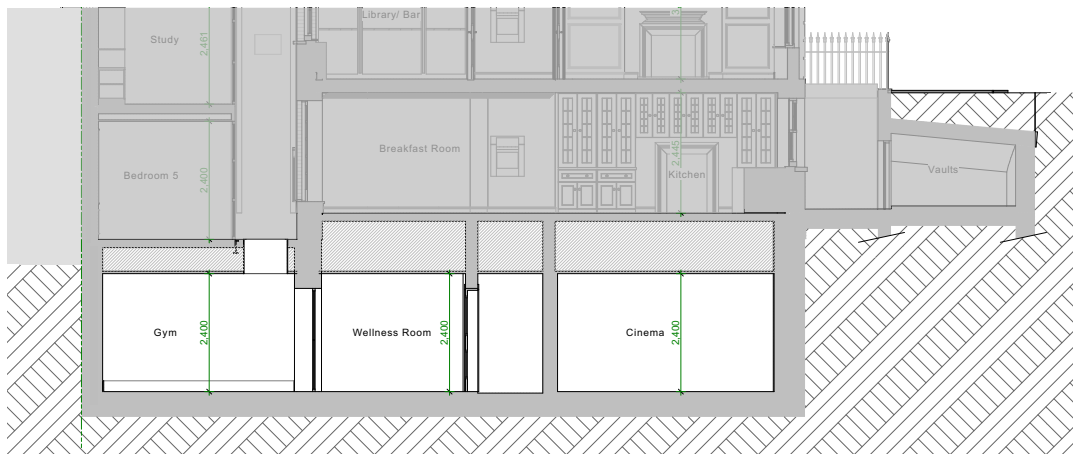 Library/ Bar
Study
2,461
Breakfast Room
Bedroom 5
2,400
2,445
Kitchen
Vaults
Gym
2,400
Wellness Room
2,400
Cinema
2,400